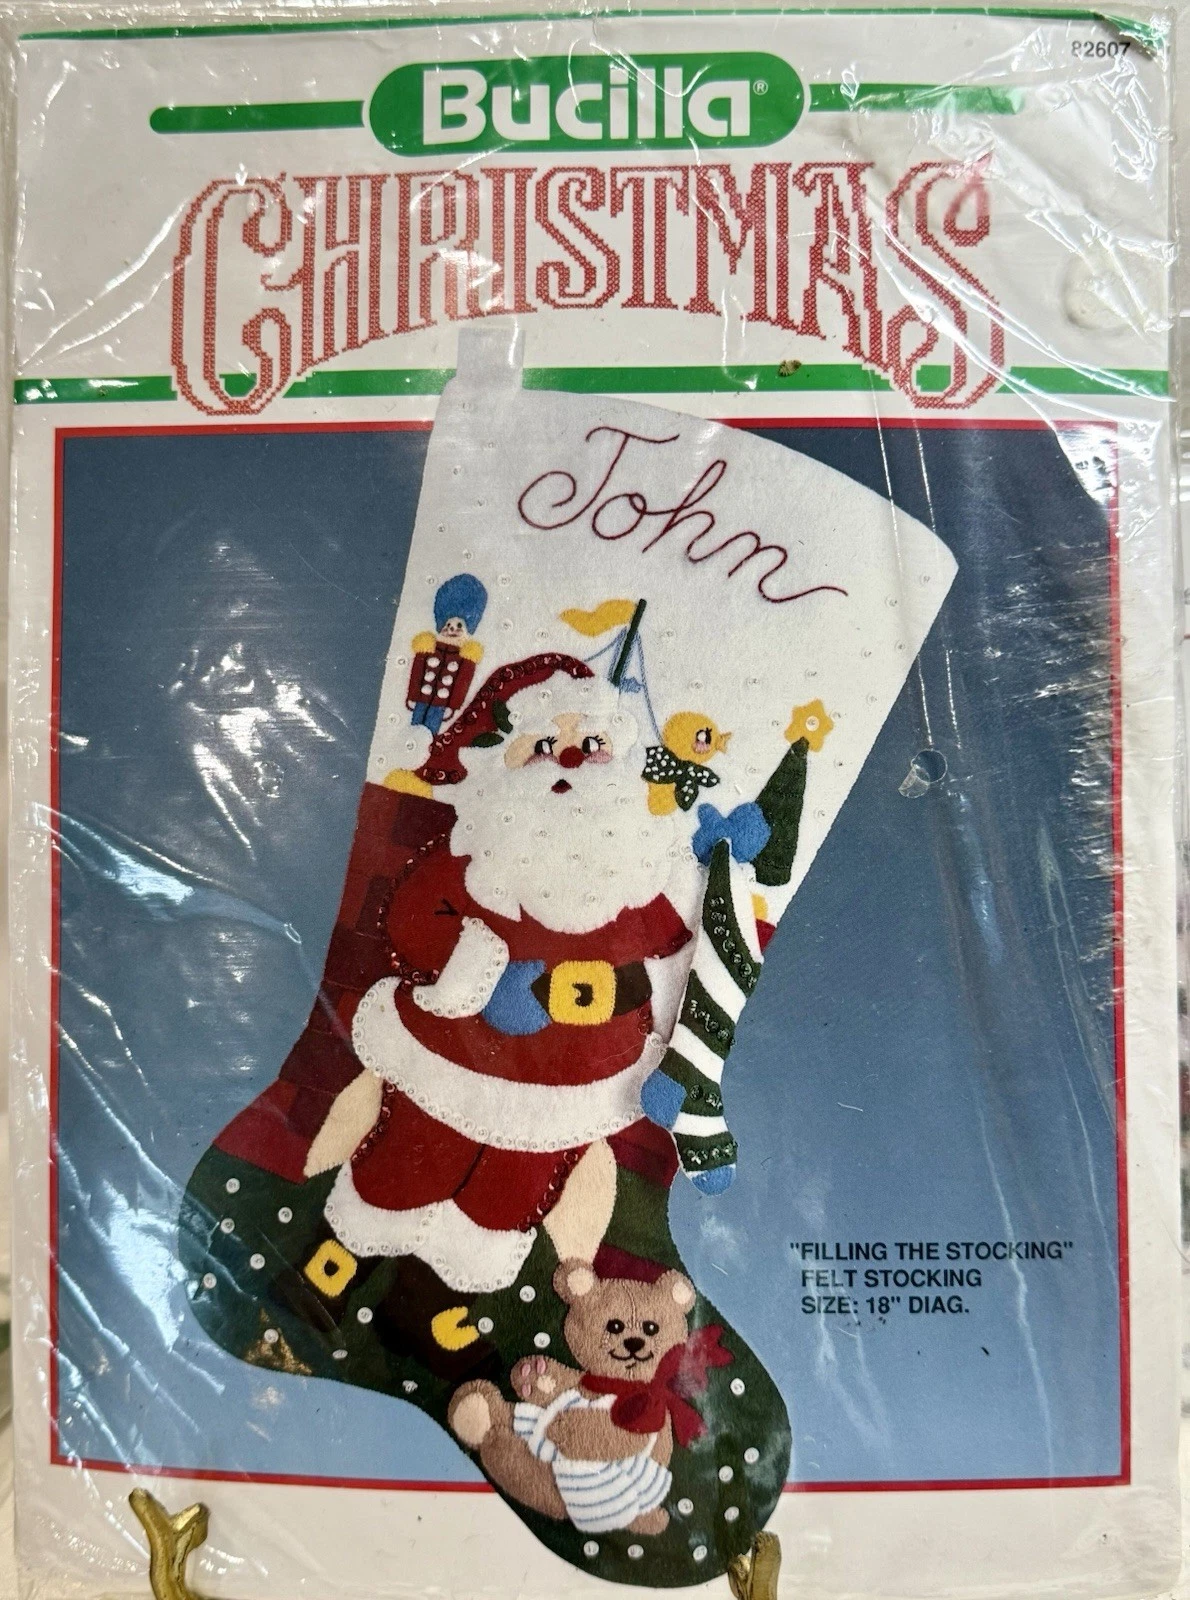 82607
Bucilla®
CHRISTMAS
John
"FILLING THE STOCKING"
FELT STOCKING
SIZE: 18" DIAG.